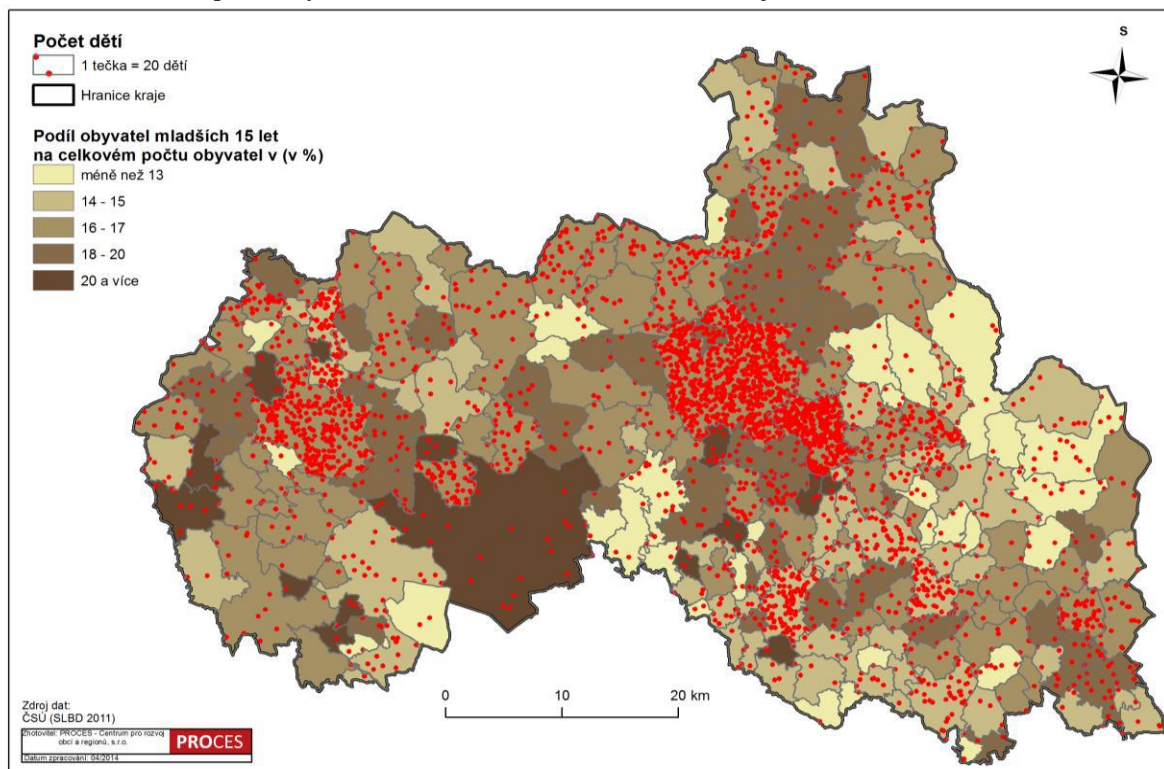 Počet dětí
1 tečka = 20 dětí
Hranice kraje
Podíl obyvatel mladších 15 let
na celkovém počtu obyvatel v (v %)
méně než 13
14 - 15
16 - 17
18 - 20
20 a více
S
0 10 20 km
Zdroj dat:
ČSÚ (SLBD 2011)
Zhotovitel: PROCES - Centrum pro rozvoj
obcí a regionů, s.r.o.
PROCES
Datum zpracování: 04/2014